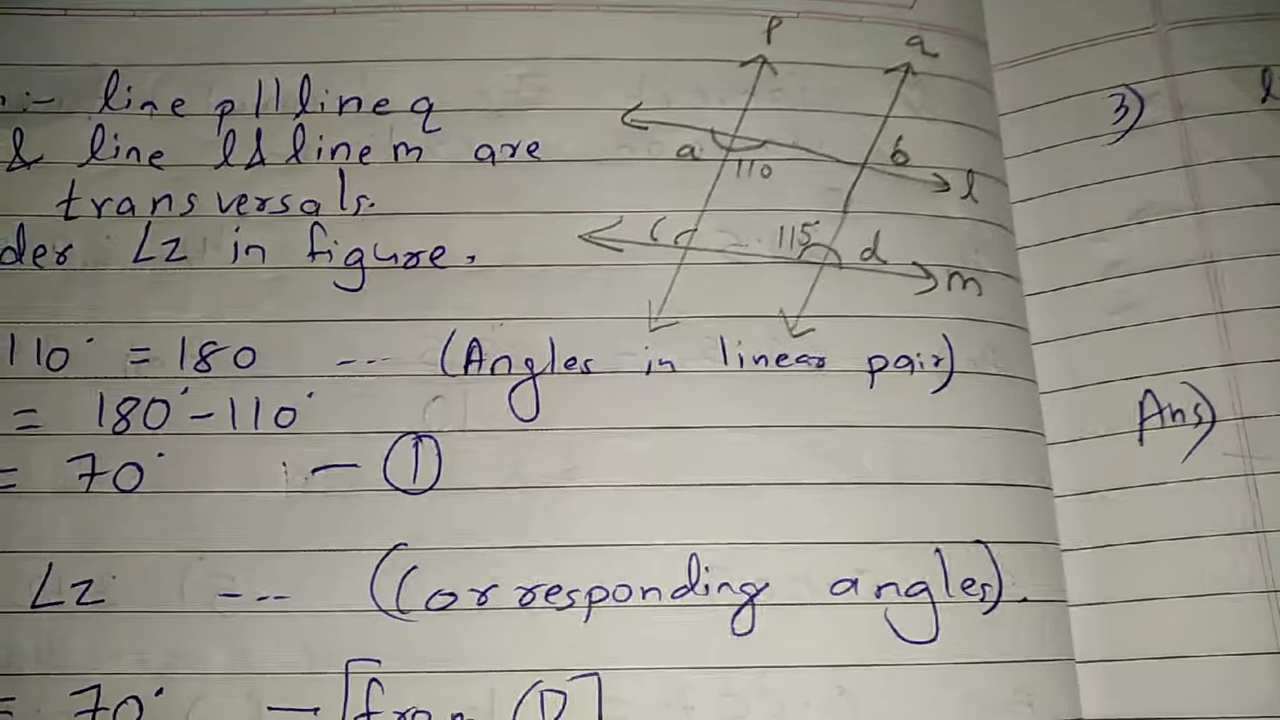 p q
:- line p || line q
& line l & line m are
transversals.
a 110 b l
der ∠z in figure,
c 115 d m
110° = 180 --- (Angles in linear pair)
= 180° - 110°
= 70° - ①
∠z --- (Corresponding angles).
= 70° - [from ①]
3)
Ans)